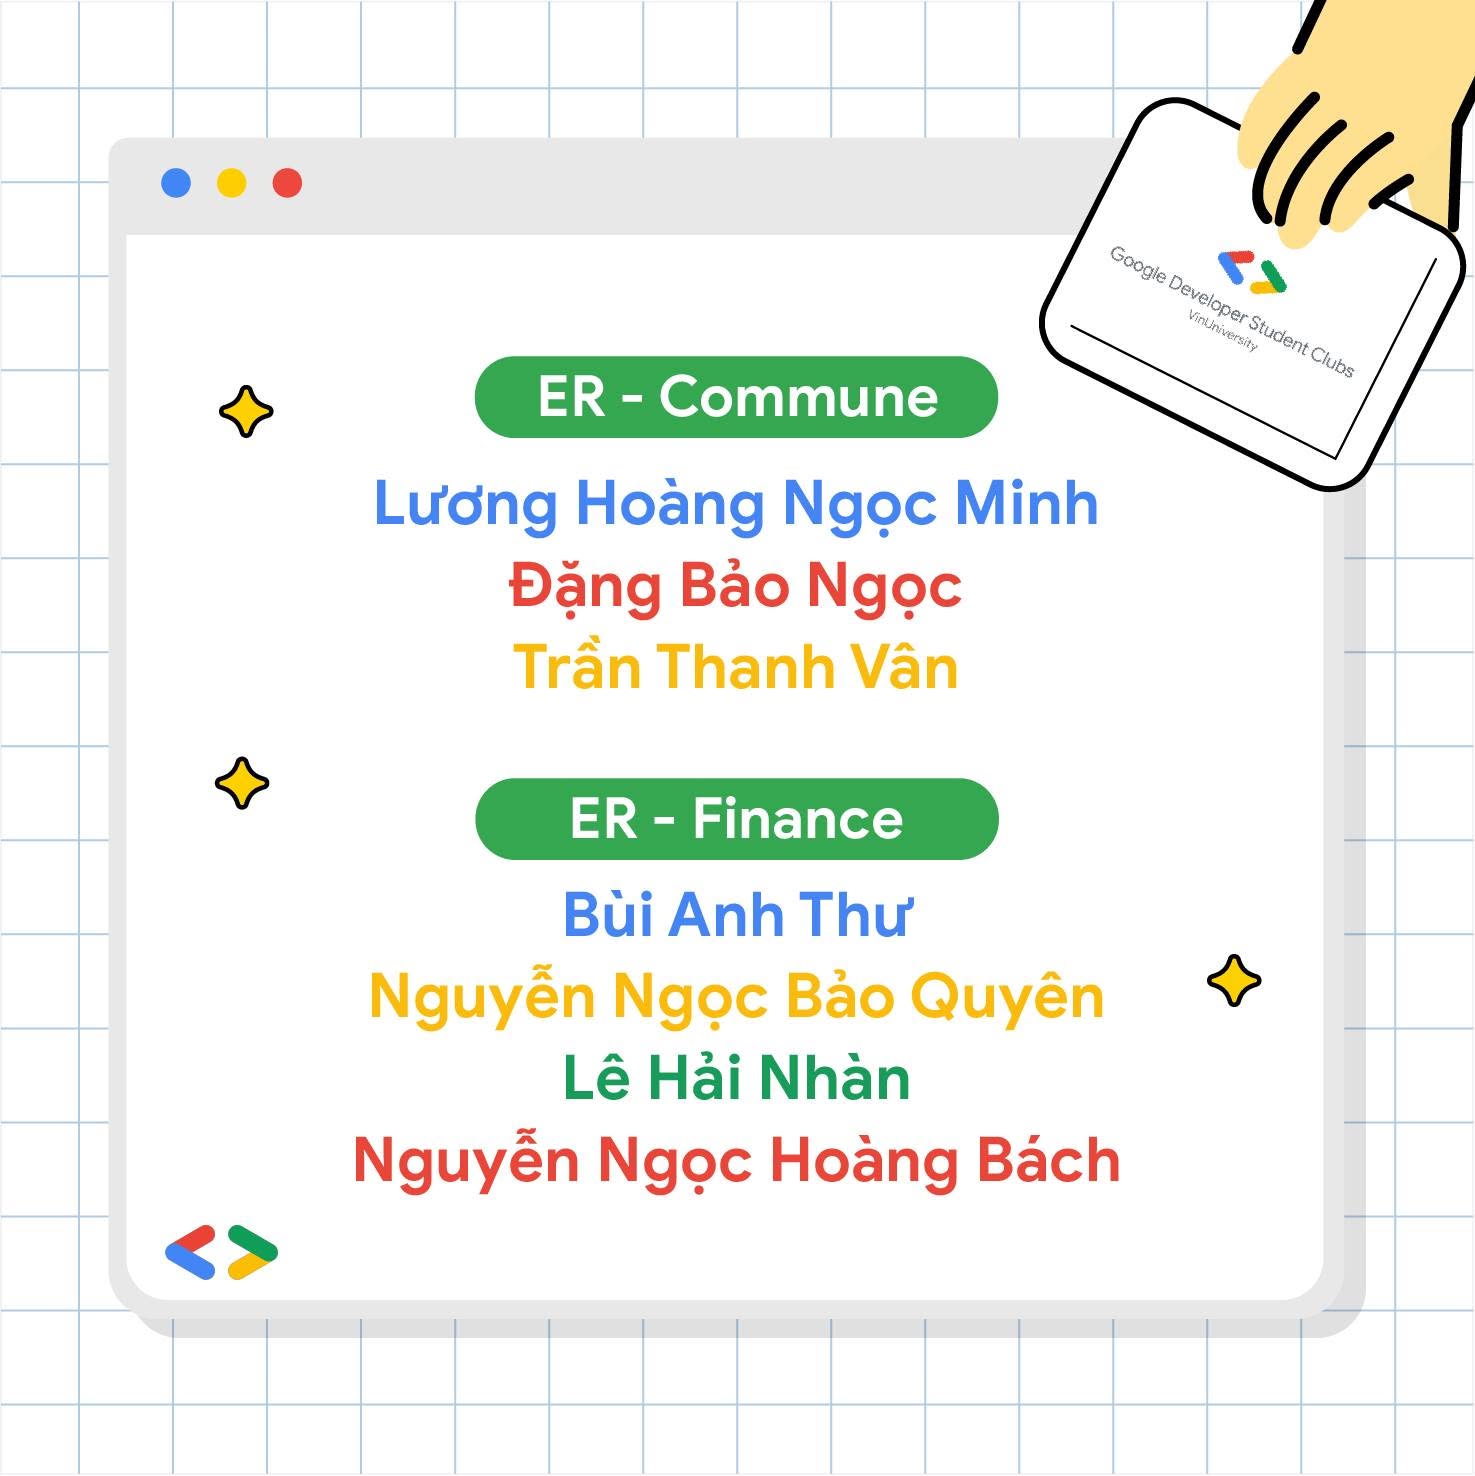 Google Developer Student Clubs
VinUniversity
ER - Commune
Lương Hoàng Ngọc Minh
Đặng Bảo Ngọc
Trần Thanh Vân
ER - Finance
Bùi Anh Thư
Nguyễn Ngọc Bảo Quyên
Lê Hải Nhàn
Nguyễn Ngọc Hoàng Bách